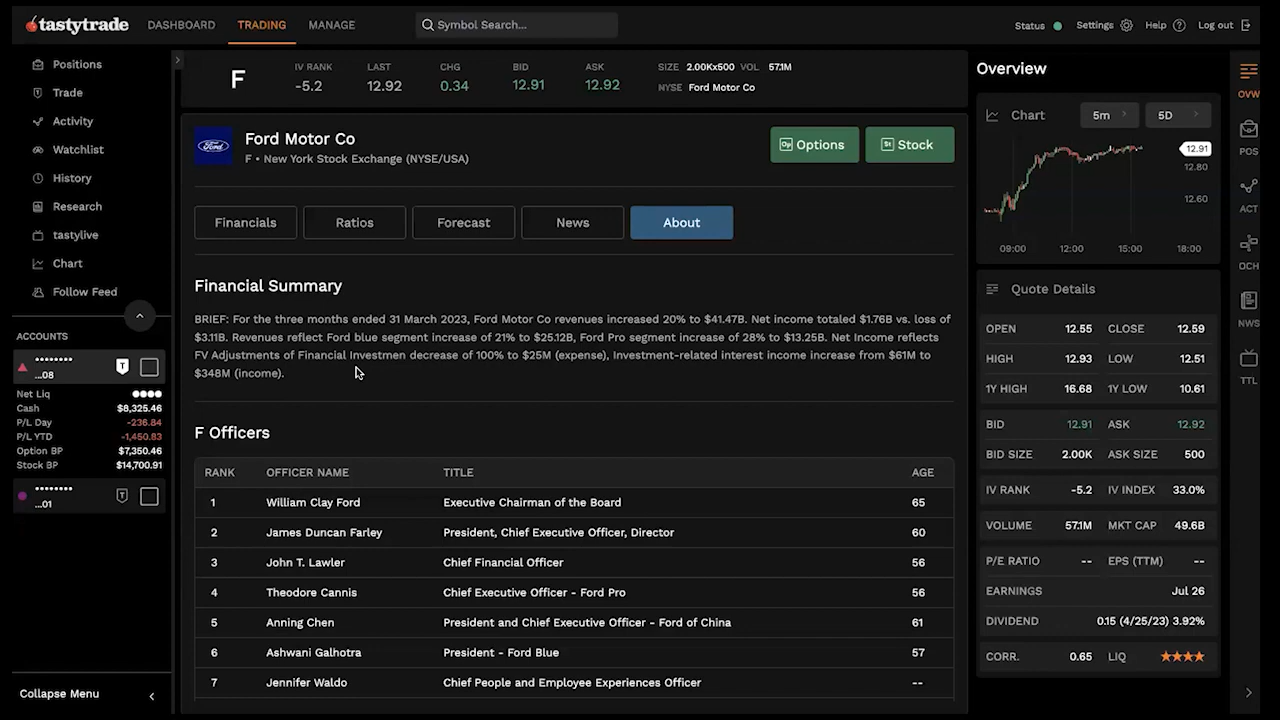 tastytrade
DASHBOARD
TRADING
MANAGE
Symbol Search...
Status
Settings
Help
Log out
Positions
Trade
Activity
Watchlist
History
Research
tastylive
Chart
Follow Feed
ACCOUNTS
...08
Net Liq
Cash $8,325.46
P/L Day -236.84
P/L YTD -1,450.83
Option BP $7,350.46
Stock BP $14,700.91
...01
Collapse Menu
F
IV RANK
-5.2
LAST
12.92
CHG
0.34
BID
12.91
ASK
12.92
SIZE 2.00Kx500 VOL 57.1M
NYSE Ford Motor Co
Ford
Ford Motor Co
F • New York Stock Exchange (NYSE/USA)
Op Options
St Stock
Financials
Ratios
Forecast
News
About
Financial Summary
BRIEF: For the three months ended 31 March 2023, Ford Motor Co revenues increased 20% to $41.47B. Net income totaled $1.76B vs. loss of
$3.11B. Revenues reflect Ford blue segment increase of 21% to $25.12B, Ford Pro segment increase of 28% to $13.25B. Net Income reflects
FV Adjustments of Financial Investmen decrease of 100% to $25M (expense), Investment-related interest income increase from $61M to
$348M (income).
F Officers
RANK OFFICER NAME TITLE AGE
1 William Clay Ford Executive Chairman of the Board 65
2 James Duncan Farley President, Chief Executive Officer, Director 60
3 John T. Lawler Chief Financial Officer 56
4 Theodore Cannis Chief Executive Officer - Ford Pro 56
5 Anning Chen President and Chief Executive Officer - Ford of China 61
6 Ashwani Galhotra President - Ford Blue 57
7 Jennifer Waldo Chief People and Employee Experiences Officer --
Overview
Chart
5m
5D
12.91
12.80
12.60
09:00 12:00 15:00 18:00
Quote Details
OPEN 12.55 CLOSE 12.59
HIGH 12.93 LOW 12.51
1Y HIGH 16.68 1Y LOW 10.61
BID 12.91 ASK 12.92
BID SIZE 2.00K ASK SIZE 500
IV RANK -5.2 IV INDEX 33.0%
VOLUME 57.1M MKT CAP 49.6B
P/E RATIO -- EPS (TTM) --
EARNINGS Jul 26
DIVIDEND 0.15 (4/25/23) 3.92%
CORR. 0.65 LIQ
OVW
POS
ACT
OCH
NWS
TTL